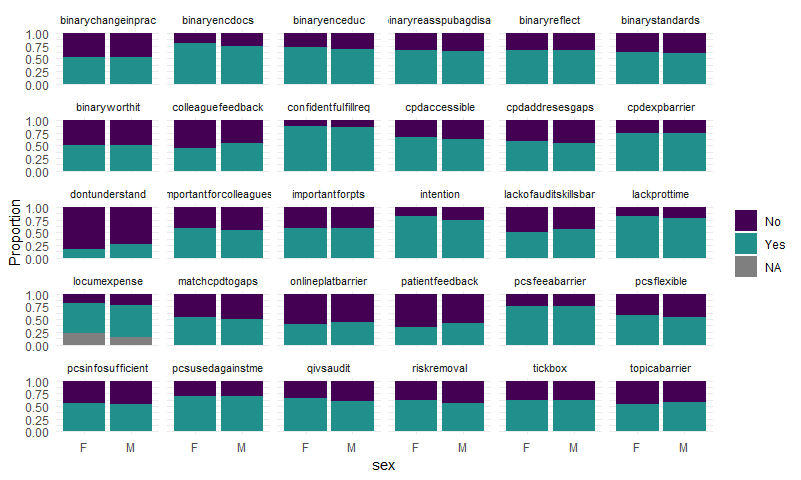 binarychangeinprac binaryencdocs binaryenceduc binaryreasspubagdisa binaryreflect binarystandards
1.00
0.75
0.50
0.25
0.00
binaryworthit colleaguefeedback confidentfulfillreq cpdaccessible cpdaddresesgaps cpdexpbarrier
1.00
0.75
0.50
0.25
0.00
dontunderstand mportantforcolleagues importantforpts intention lackofauditskillsbar lackprottime
1.00
0.75
0.50
0.25
0.00
locumexpense matchcpdtogaps onlineplatbarrier patientfeedback pcsfeeabarrier pcsflexible
1.00
0.75
0.50
0.25
0.00
pcsinfosufficient pcsusedagainstme qivsaudit riskremoval tickbox topicabarrier
1.00
0.75
0.50
0.25
0.00
F M F M F M F M F M F M
sex
Proportion
No
Yes
NA